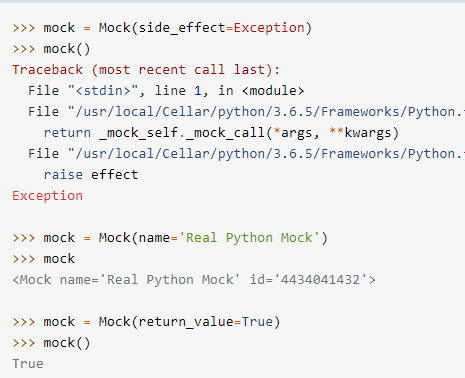 >>> mock = Mock(side_effect=Exception)
>>> mock()
Traceback (most recent call last):
  File "<stdin>", line 1, in <module>
  File "/usr/local/Cellar/python/3.6.5/Frameworks/Python.
    return _mock_self._mock_call(*args, **kwargs)
  File "/usr/local/Cellar/python/3.6.5/Frameworks/Python.
    raise effect
Exception
>>> mock = Mock(name='Real Python Mock')
>>> mock
<Mock name='Real Python Mock' id='4434041432'>
>>> mock = Mock(return_value=True)
>>> mock()
True